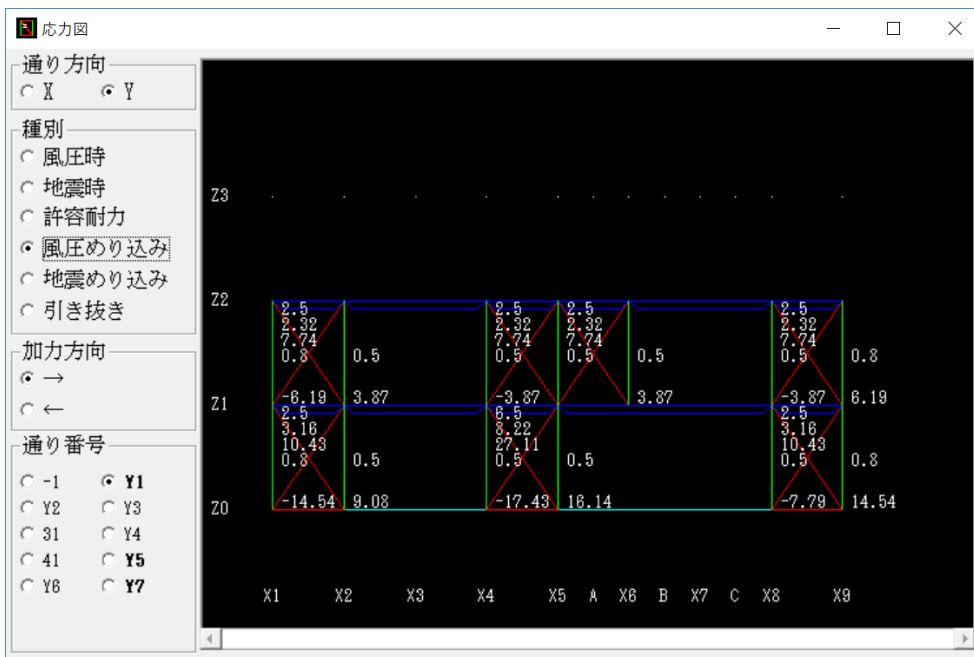 応力図
通り方向
X Y
種別
風圧時
地震時
許容耐力
風圧めり込み
地震めり込み
引き抜き
加力方向
→
←
通り番号
-1 Y1
Y2 Y3
31 Y4
41 Y5
Y6 Y7
Z3
Z2
2.5 2.5 2.5 2.5
2.32 2.32 2.32 2.32
7.74 7.74 7.74 7.74
0.8 0.5 0.5 0.5 0.5 0.5 0.8
-6.19 3.87 -3.87 3.87 -3.87 6.19
Z1
2.5 6.5 2.5
3.16 8.22 3.16
10.43 27.11 10.43
0.8 0.5 0.5 0.5 0.5 0.8
-14.54 9.08 -17.43 16.14 -7.79 14.54
Z0
X1 X2 X3 X4 X5 A X6 B X7 C X8 X9